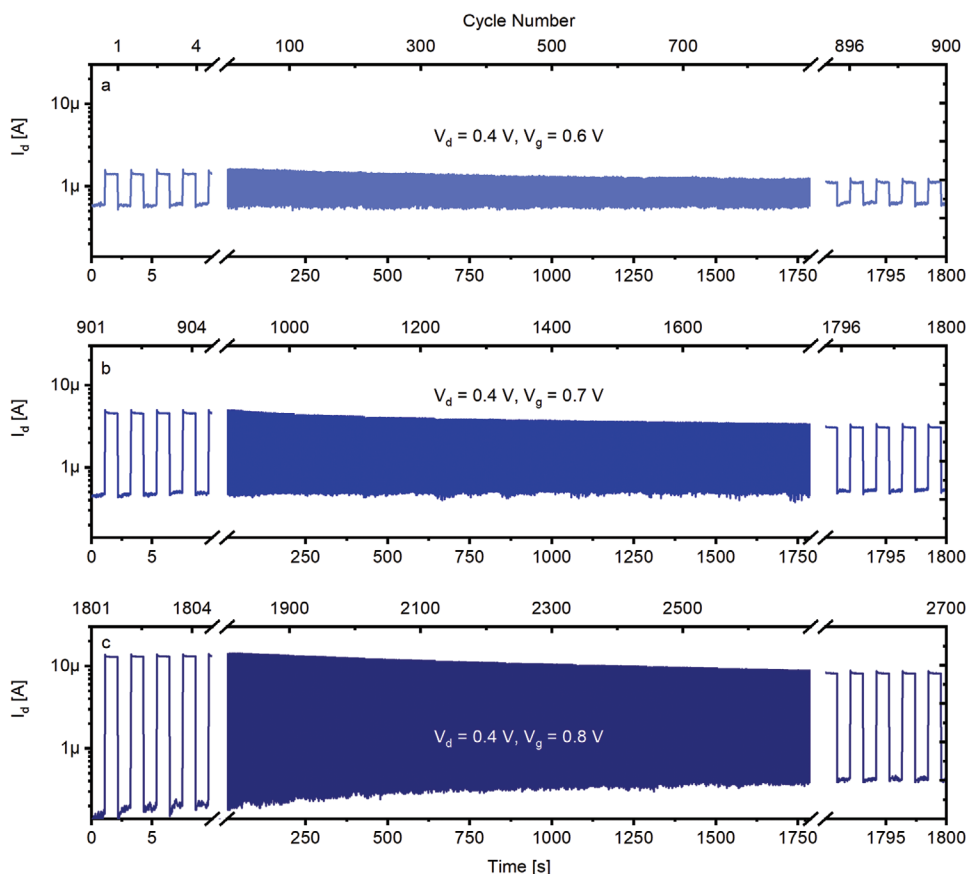 Cycle Number
1 4 100 300 500 700 896 900
a
10µ
V_d = 0.4 V, V_g = 0.6 V
I_d [A]
1µ
0 5 250 500 750 1000 1250 1500 1750 1795 1800
901 904 1000 1200 1400 1600 1796 1800
b
10µ
V_d = 0.4 V, V_g = 0.7 V
I_d [A]
1µ
0 5 250 500 750 1000 1250 1500 1750 1795 1800
1801 1804 1900 2100 2300 2500 2700
c
10µ
I_d [A]
V_d = 0.4 V, V_g = 0.8 V
1µ
0 5 250 500 750 1000 1250 1500 1750 1795 1800
Time [s]